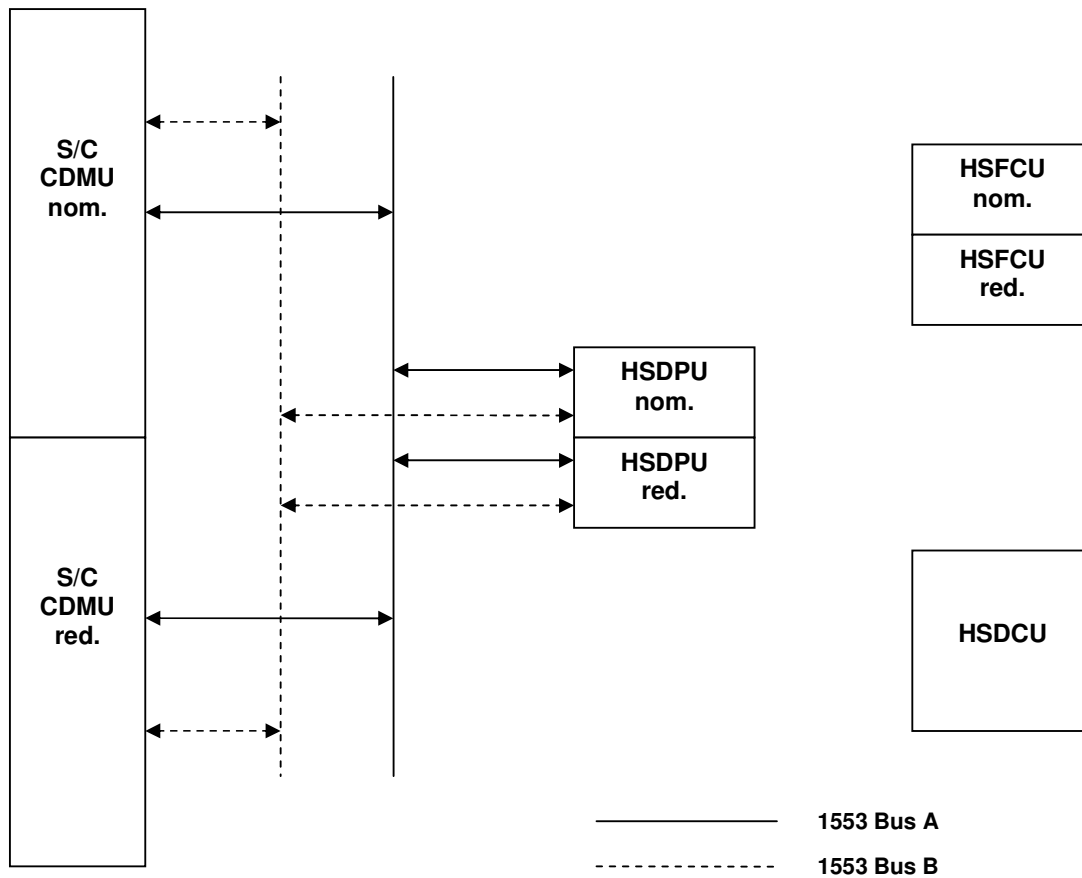 S/C
CDMU
nom.
HSFCU
nom.
HSFCU
red.
HSDPU
nom.
HSDPU
red.
S/C
CDMU
red.
HSDCU
1553 Bus A
1553 Bus B